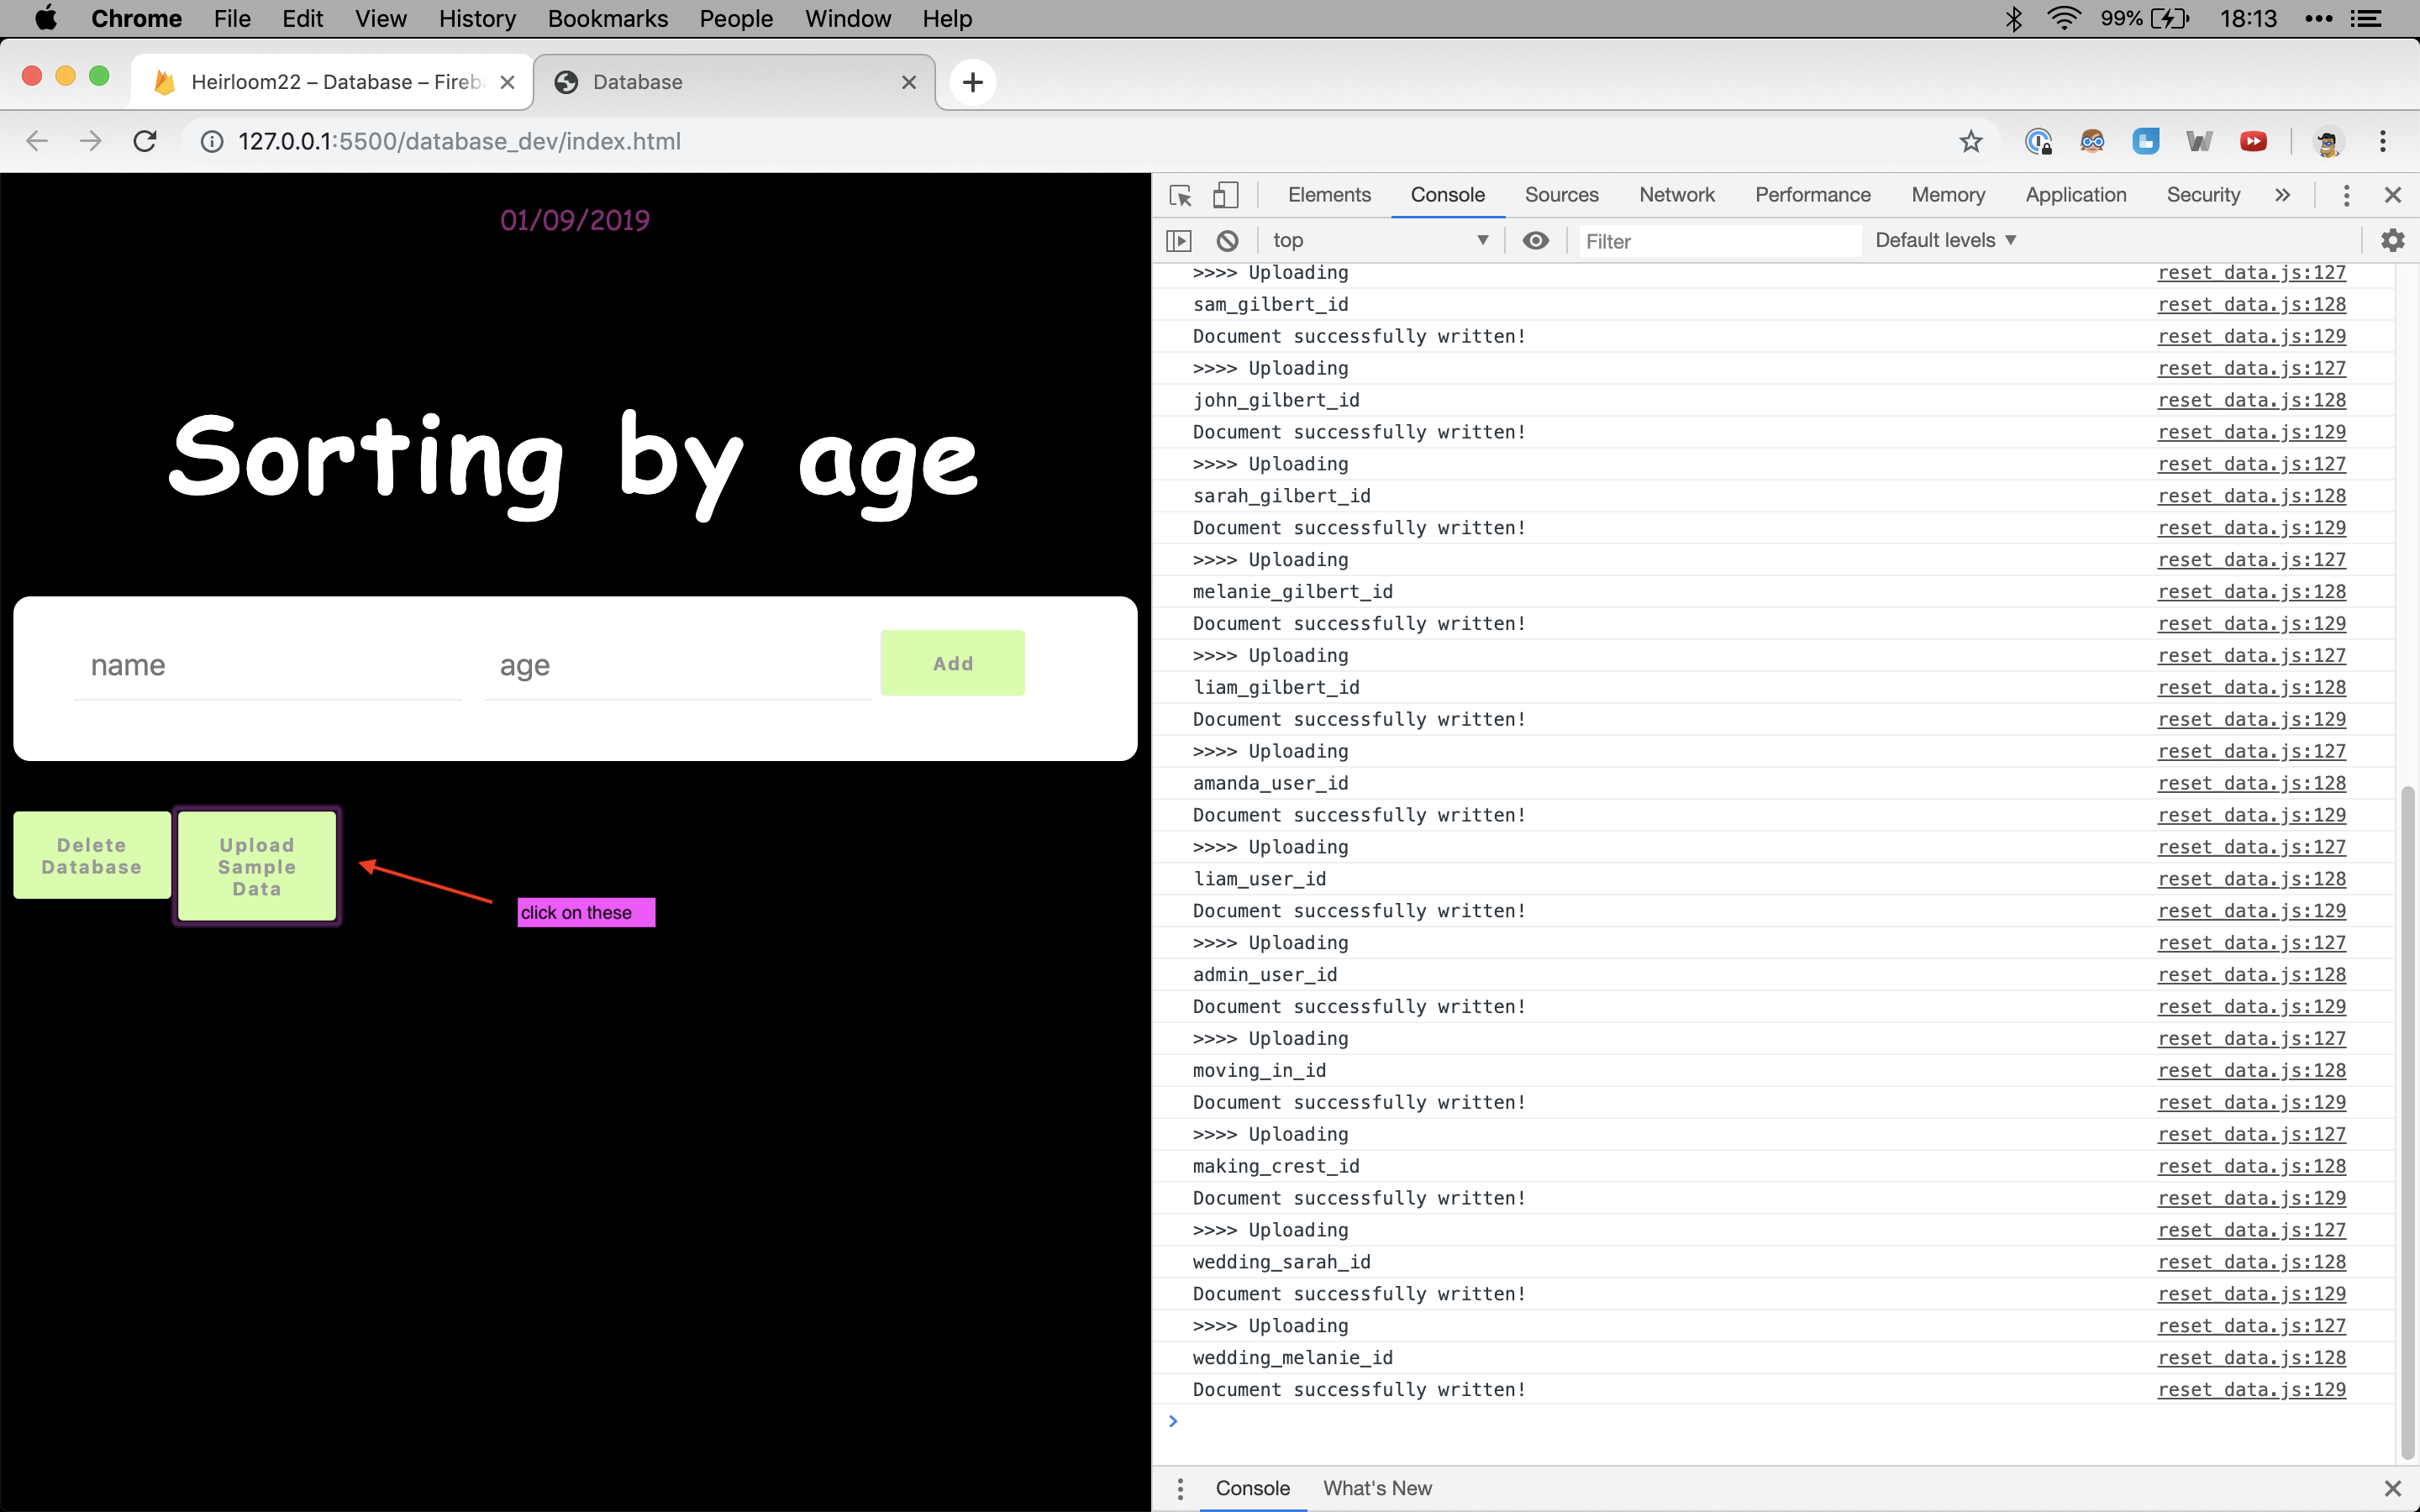 Chrome File Edit View History Bookmarks People Window Help 99% 18:13
Heirloom22 – Database – Fireb
Database
127.0.0.1:5500/database_dev/index.html
01/09/2019
Sorting by age
name age Add
Delete Database
Upload Sample Data
click on these
Elements Console Sources Network Performance Memory Application Security
top Filter Default levels
>>>> Uploading reset_data.js:127
sam_gilbert_id reset_data.js:128
Document successfully written! reset_data.js:129
>>>> Uploading reset_data.js:127
john_gilbert_id reset_data.js:128
Document successfully written! reset_data.js:129
>>>> Uploading reset_data.js:127
sarah_gilbert_id reset_data.js:128
Document successfully written! reset_data.js:129
>>>> Uploading reset_data.js:127
melanie_gilbert_id reset_data.js:128
Document successfully written! reset_data.js:129
>>>> Uploading reset_data.js:127
liam_gilbert_id reset_data.js:128
Document successfully written! reset_data.js:129
>>>> Uploading reset_data.js:127
amanda_user_id reset_data.js:128
Document successfully written! reset_data.js:129
>>>> Uploading reset_data.js:127
liam_user_id reset_data.js:128
Document successfully written! reset_data.js:129
>>>> Uploading reset_data.js:127
admin_user_id reset_data.js:128
Document successfully written! reset_data.js:129
>>>> Uploading reset_data.js:127
moving_in_id reset_data.js:128
Document successfully written! reset_data.js:129
>>>> Uploading reset_data.js:127
making_crest_id reset_data.js:128
Document successfully written! reset_data.js:129
>>>> Uploading reset_data.js:127
wedding_sarah_id reset_data.js:128
Document successfully written! reset_data.js:129
>>>> Uploading reset_data.js:127
wedding_melanie_id reset_data.js:128
Document successfully written! reset_data.js:129
Console What's New